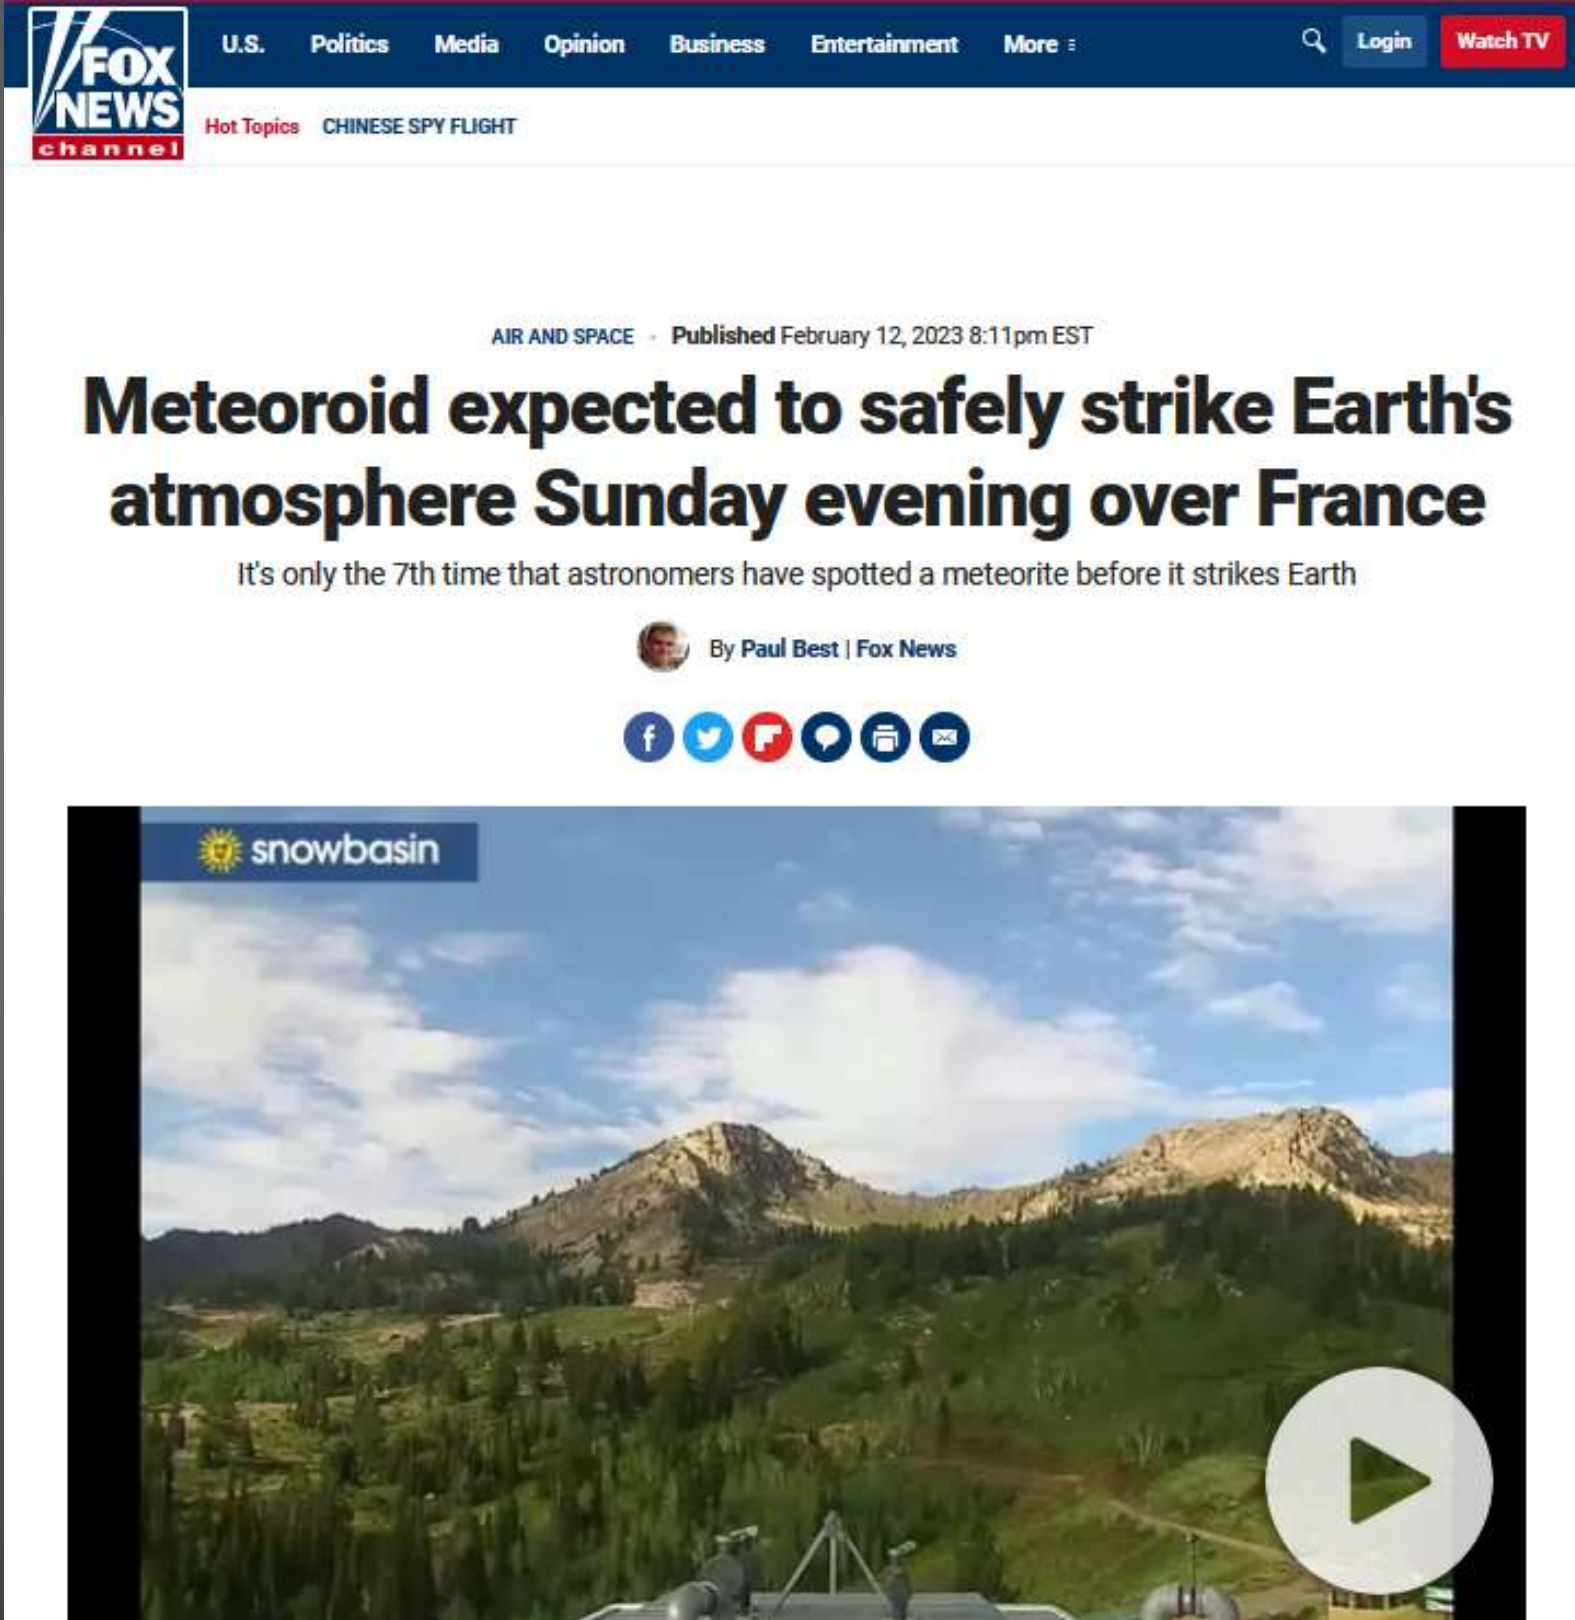 FOX
NEWS
channel
U.S. Politics Media Opinion Business Entertainment More Login Watch TV
Hot Topics CHINESE SPY FLIGHT
AIR AND SPACE · Published February 12, 2023 8:11pm EST
Meteoroid expected to safely strike Earth's
atmosphere Sunday evening over France
It's only the 7th time that astronomers have spotted a meteorite before it strikes Earth
By Paul Best | Fox News
snowbasin